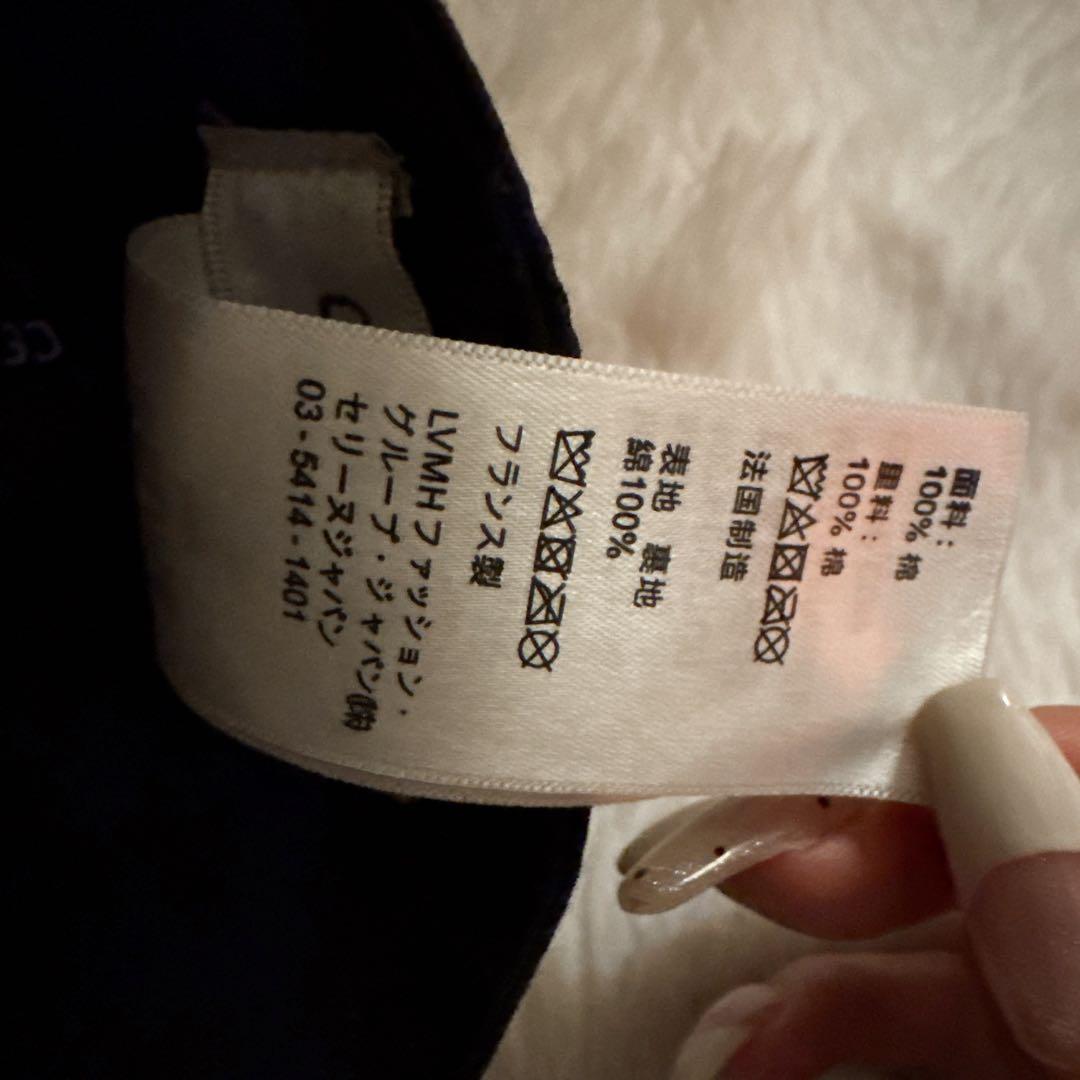 面料：
100% 棉
里料：
100% 棉
法国制造
表地 裏地
綿100%
フランス製
LVMHファッション・
グループ・ジャパン㈱
セリーヌジャパン
03-5414-1401
CE
C